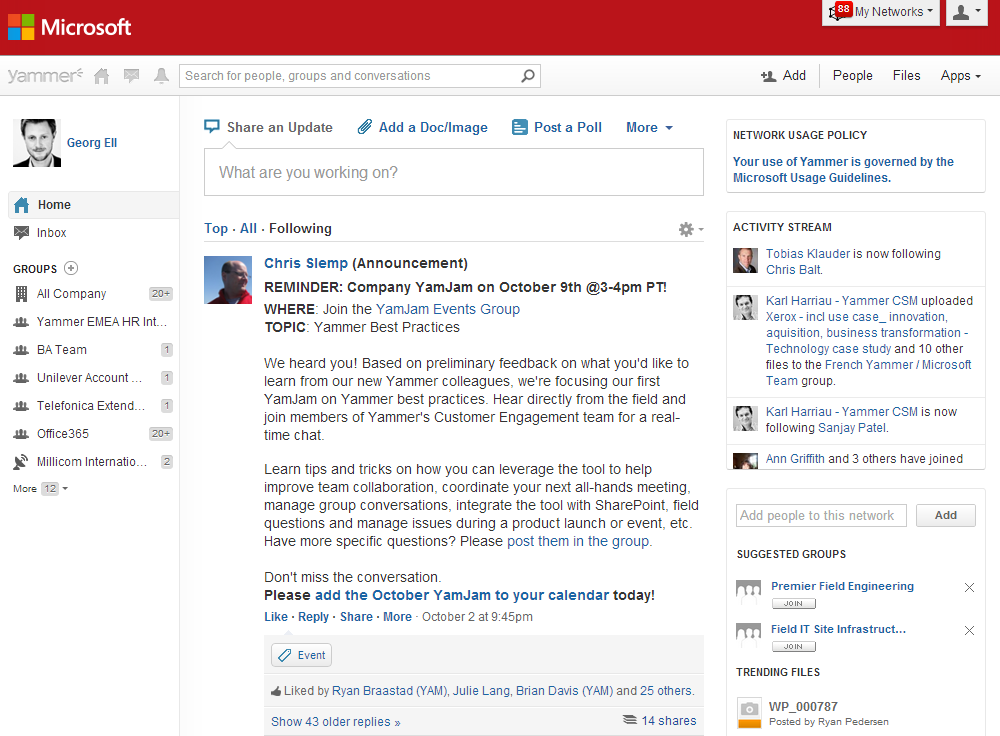 Microsoft
88 My Networks
yammer
Search for people, groups and conversations
Add
People
Files
Apps
Georg Ell
Home
Inbox
GROUPS
All Company 20+
Yammer EMEA HR Int...
BA Team 1
Unilever Account ... 1
Telefonica Extend... 1
Office365 20+
Millicom Internatio... 2
More 12
Share an Update
Add a Doc/Image
Post a Poll
More
What are you working on?
Top · All · Following
Chris Slemp (Announcement)
REMINDER: Company YamJam on October 9th @3-4pm PT!
WHERE: Join the YamJam Events Group
TOPIC: Yammer Best Practices
We heard you! Based on preliminary feedback on what you'd like to
learn from our new Yammer colleagues, we're focusing our first
YamJam on Yammer best practices. Hear directly from the field and
join members of Yammer's Customer Engagement team for a real-
time chat.
Learn tips and tricks on how you can leverage the tool to help
improve team collaboration, coordinate your next all-hands meeting,
manage group conversations, integrate the tool with SharePoint, field
questions and manage issues during a product launch or event, etc.
Have more specific questions? Please post them in the group.
Don't miss the conversation.
Please add the October YamJam to your calendar today!
Like · Reply · Share · More · October 2 at 9:45pm
Event
Liked by Ryan Braastad (YAM), Julie Lang, Brian Davis (YAM) and 25 others.
Show 43 older replies »
14 shares
NETWORK USAGE POLICY
Your use of Yammer is governed by the
Microsoft Usage Guidelines.
ACTIVITY STREAM
Tobias Klauder is now following
Chris Balt.
Karl Harriau - Yammer CSM uploaded
Xerox - incl use case_ innovation,
aquisition, business transformation -
Technology case study and 10 other
files to the French Yammer / Microsoft
Team group.
Karl Harriau - Yammer CSM is now
following Sanjay Patel.
Ann Griffith and 3 others have joined
Add people to this network
Add
SUGGESTED GROUPS
Premier Field Engineering
JOIN
Field IT Site Infrastruct...
JOIN
TRENDING FILES
WP_000787
Posted by Ryan Pedersen